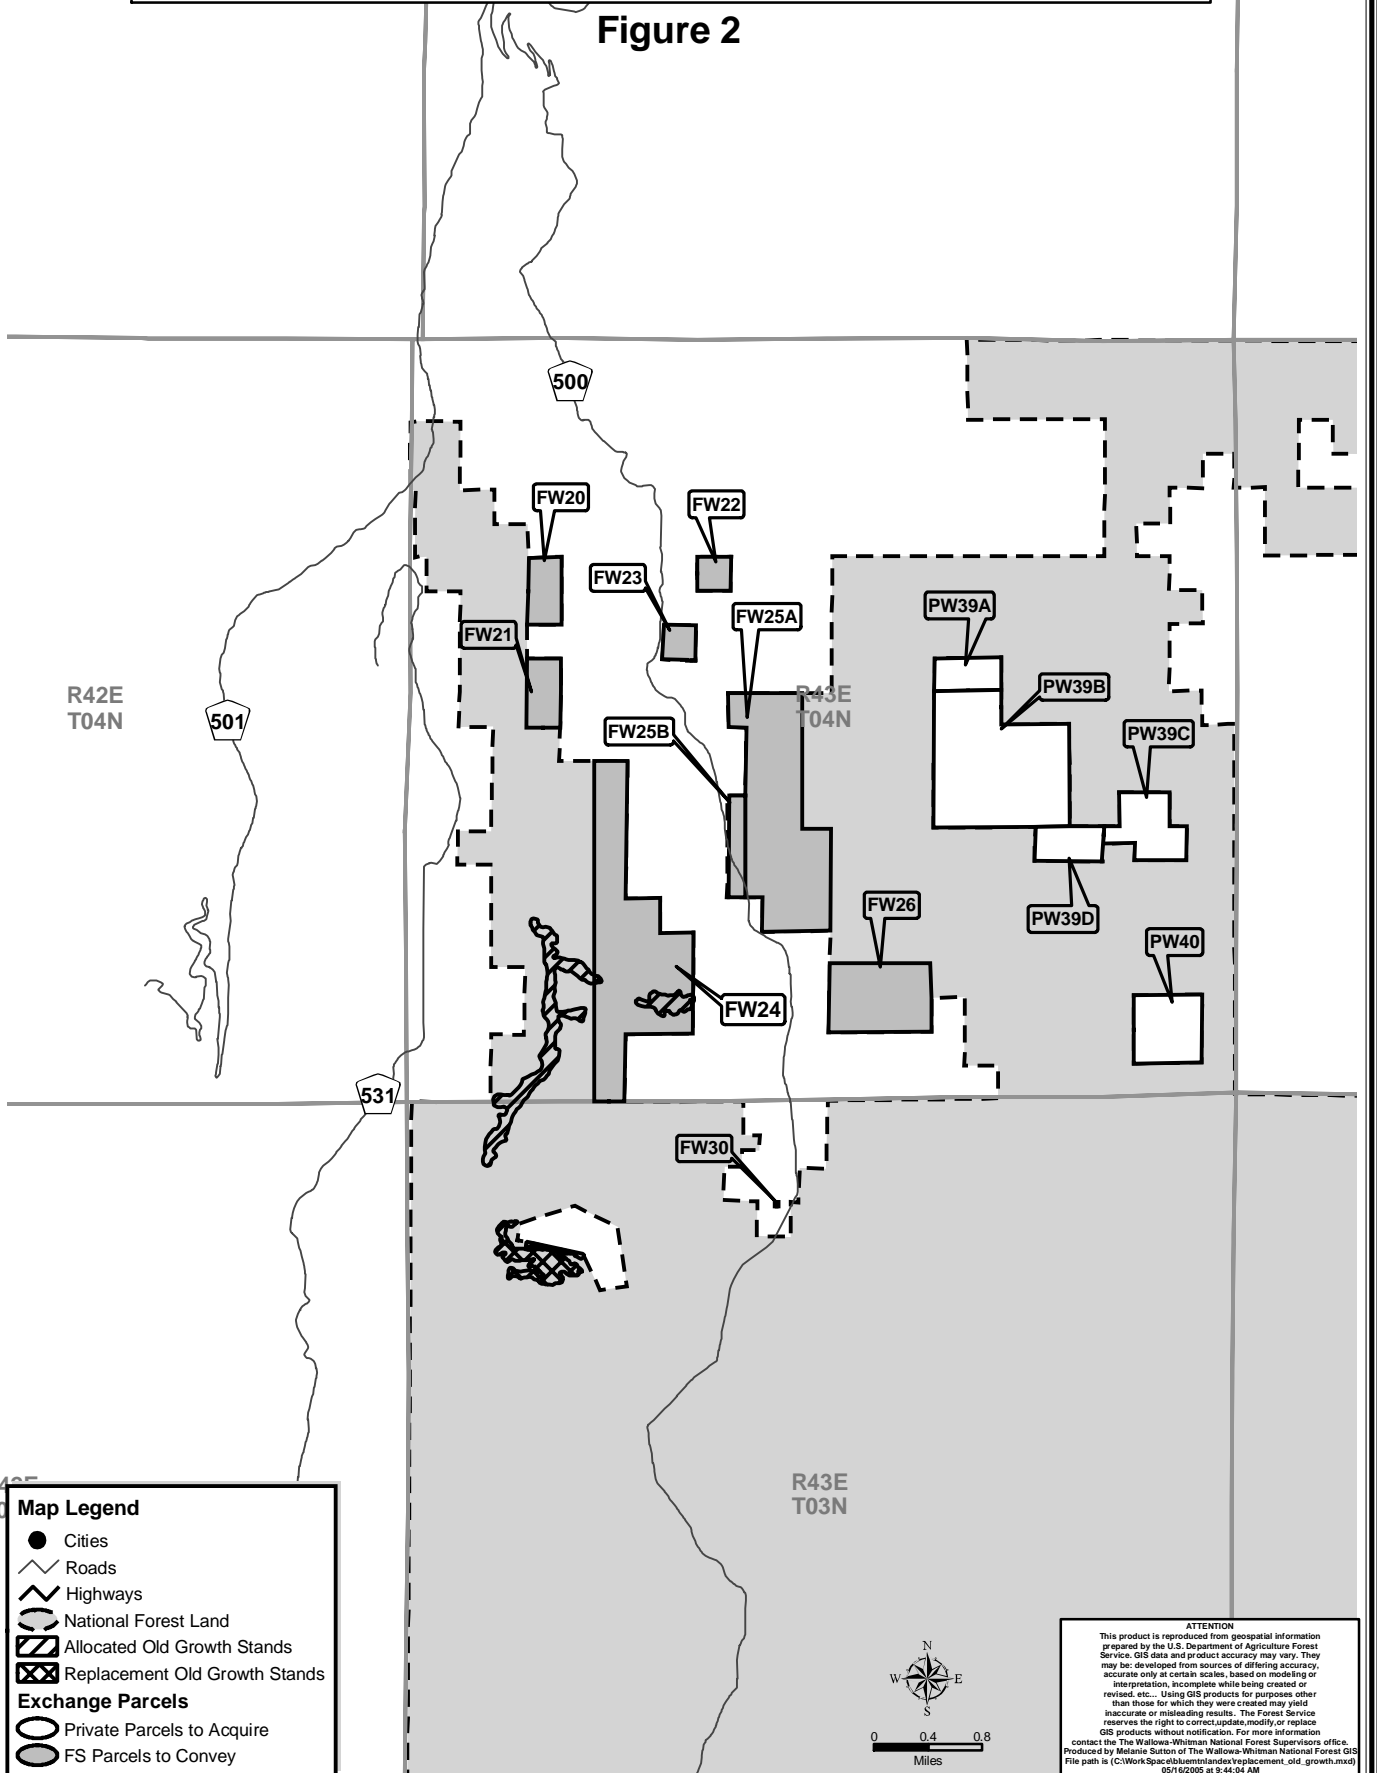 Figure 2
500
FW20
FW22
FW23
FW25A
PW39A
FW21
R42E
T04N
501
R43E
T04N
PW39B
FW25B
PW39C
FW26
PW39D
PW40
FW24
531
FW30
R43E
T03N
Map Legend
Cities
Roads
Highways
National Forest Land
Allocated Old Growth Stands
Replacement Old Growth Stands
Exchange Parcels
Private Parcels to Acquire
FS Parcels to Convey
N
W E
S
0 0.4 0.8
Miles
ATTENTION
This product is reproduced from geospatial information
prepared by the U.S. Department of Agriculture Forest
Service. GIS data and product accuracy may vary. They
may be: developed from sources of differing accuracy,
accurate only at certain scales, based on modeling or
interpretation, incomplete while being created or
revised. etc... Using GIS products for purposes other
than those for which they were created may yield
inaccurate or misleading results. The Forest Service
reserves the right to correct,update,modify,or replace
GIS products without notification. For more information
contact the The Wallowa-Whitman National Forest Supervisors office.
Produced by Melanie Sutton of The Wallowa-Whitman National Forest GIS
File path is (C:\WorkSpace\bluemtnlandex\replacement_old_growth.mxd)
05/16/2005 at 9:44:04 AM